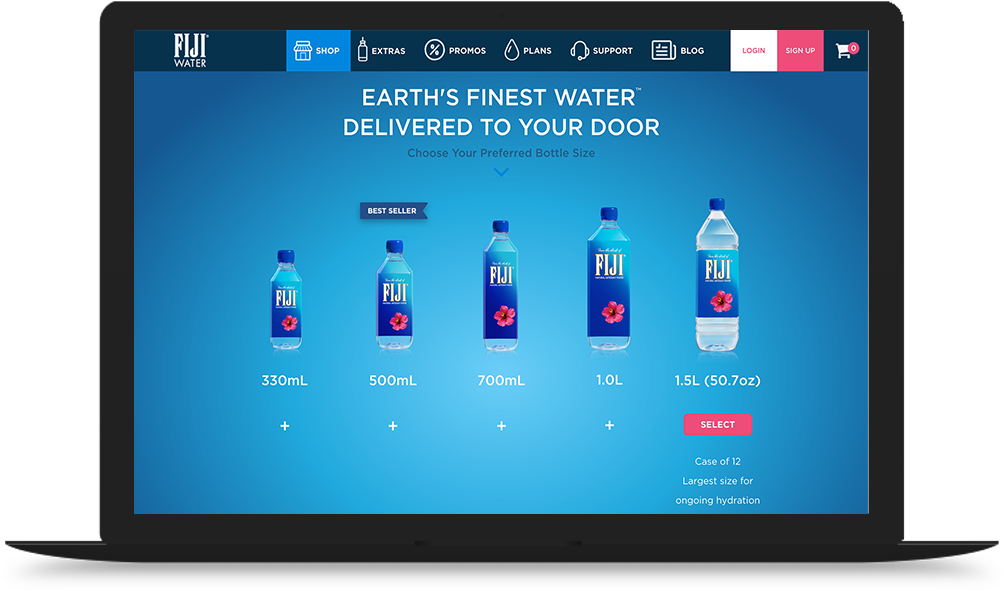 FIJI
WATER
SHOP
EXTRAS
PROMOS
PLANS
SUPPORT
BLOG
LOGIN
SIGN UP
0
EARTH'S FINEST WATER™
DELIVERED TO YOUR DOOR
Choose Your Preferred Bottle Size
BEST SELLER
FIJI
FIJI
FIJI
FIJI
FIJI
330mL
500mL
700mL
1.0L
1.5L (50.7oz)
+
+
+
+
SELECT
Case of 12
Largest size for
ongoing hydration